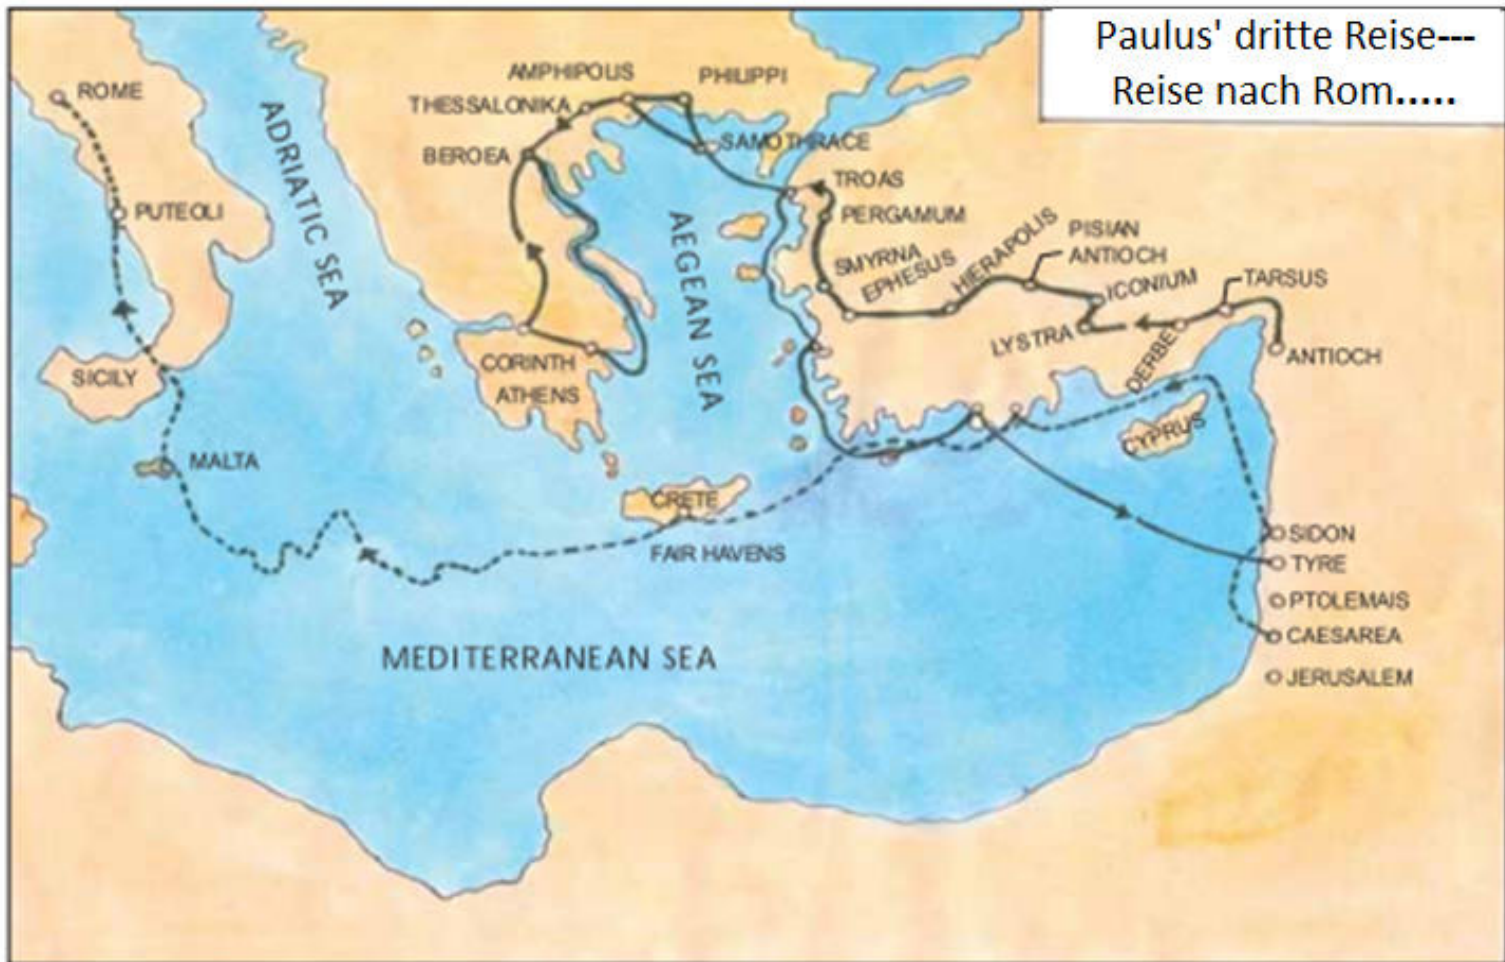 Paulus' dritte Reise---
Reise nach Rom.....
ROME
PUTEOLI
ADRIATIC SEA
SICILY
MALTA
AMPHIPOLIS
PHILIPPI
THESSALONIKA
BEROEA
SAMOTHRACE
TROAS
PERGAMUM
AEGEAN SEA
SMYRNA
EPHESUS
HIERAPOLIS
PISIAN
ANTIOCH
ICONIUM
TARSUS
LYSTRA
DERBE
ANTIOCH
CORINTH
ATHENS
CYPRUS
CRETE
FAIR HAVENS
SIDON
TYRE
PTOLEMAIS
CAESAREA
JERUSALEM
MEDITERRANEAN SEA